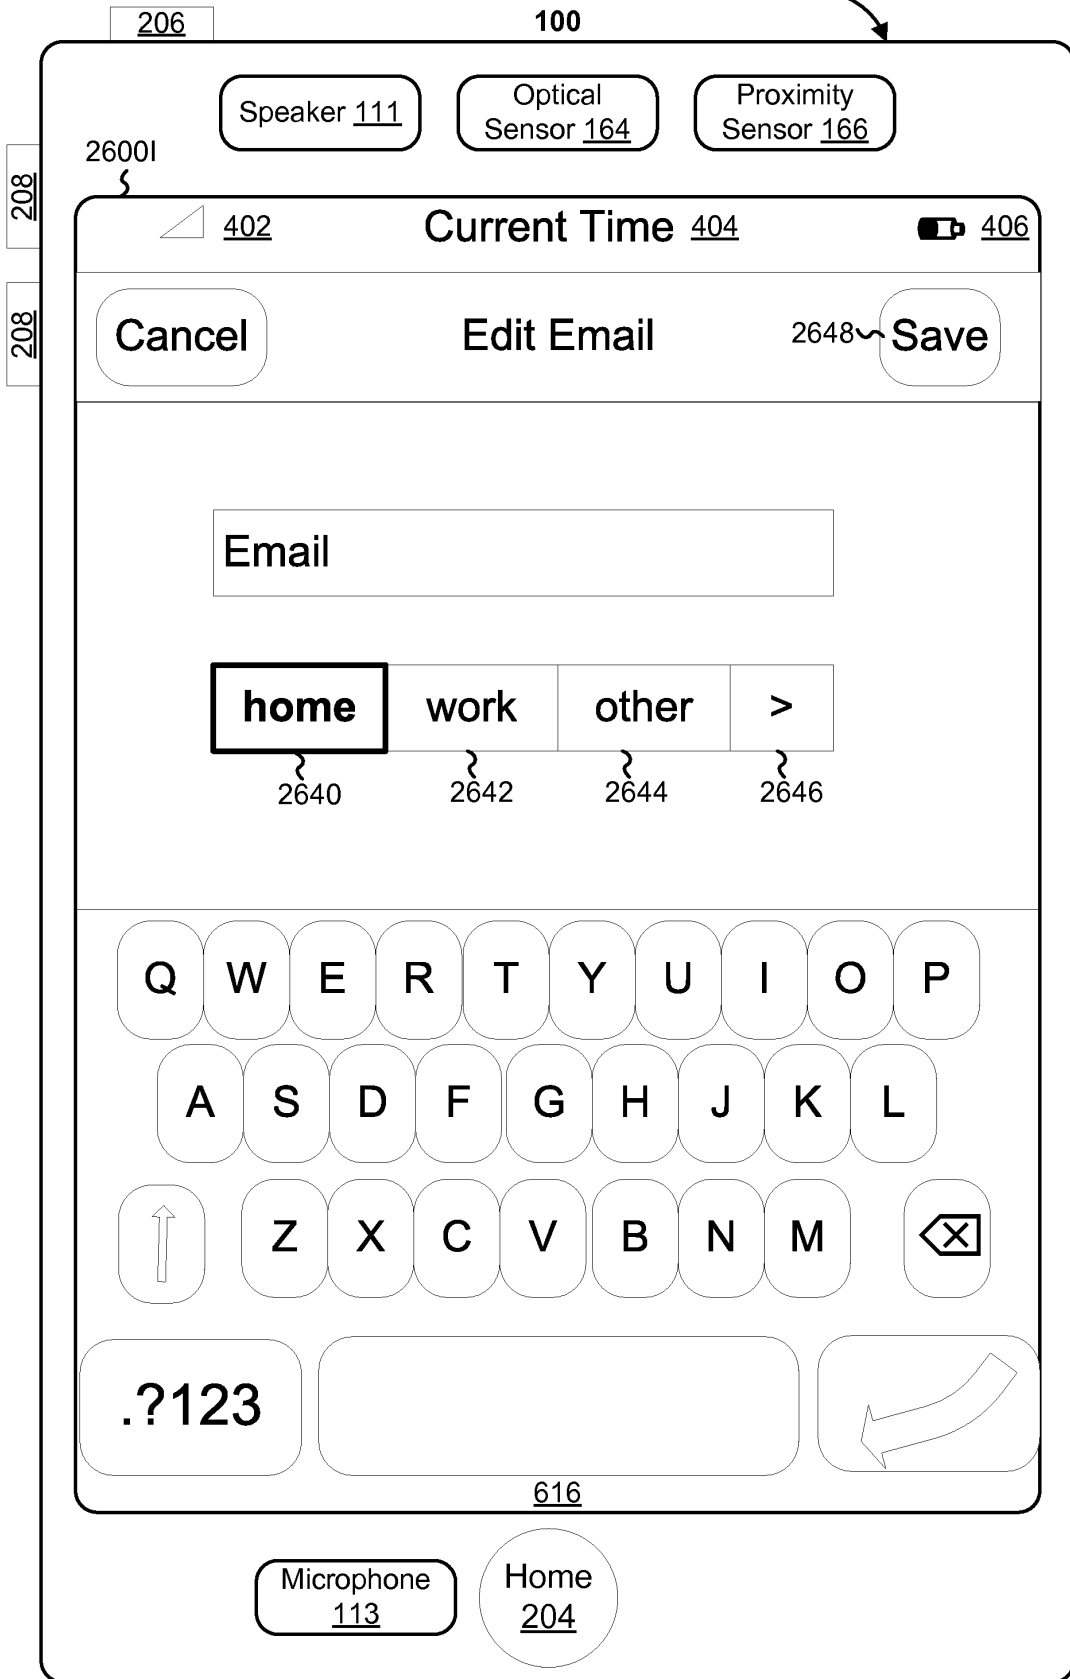 206
100
Speaker 111
Optical
Sensor 164
Proximity
Sensor 166
2600I
208
402
Current Time 404
406
208
Cancel
Edit Email
2648
Save
Email
home
work
other
>
2640
2642
2644
2646
Q W E R T Y U I O P
A S D F G H J K L
Z X C V B N M
.?123
616
Microphone
113
Home
204